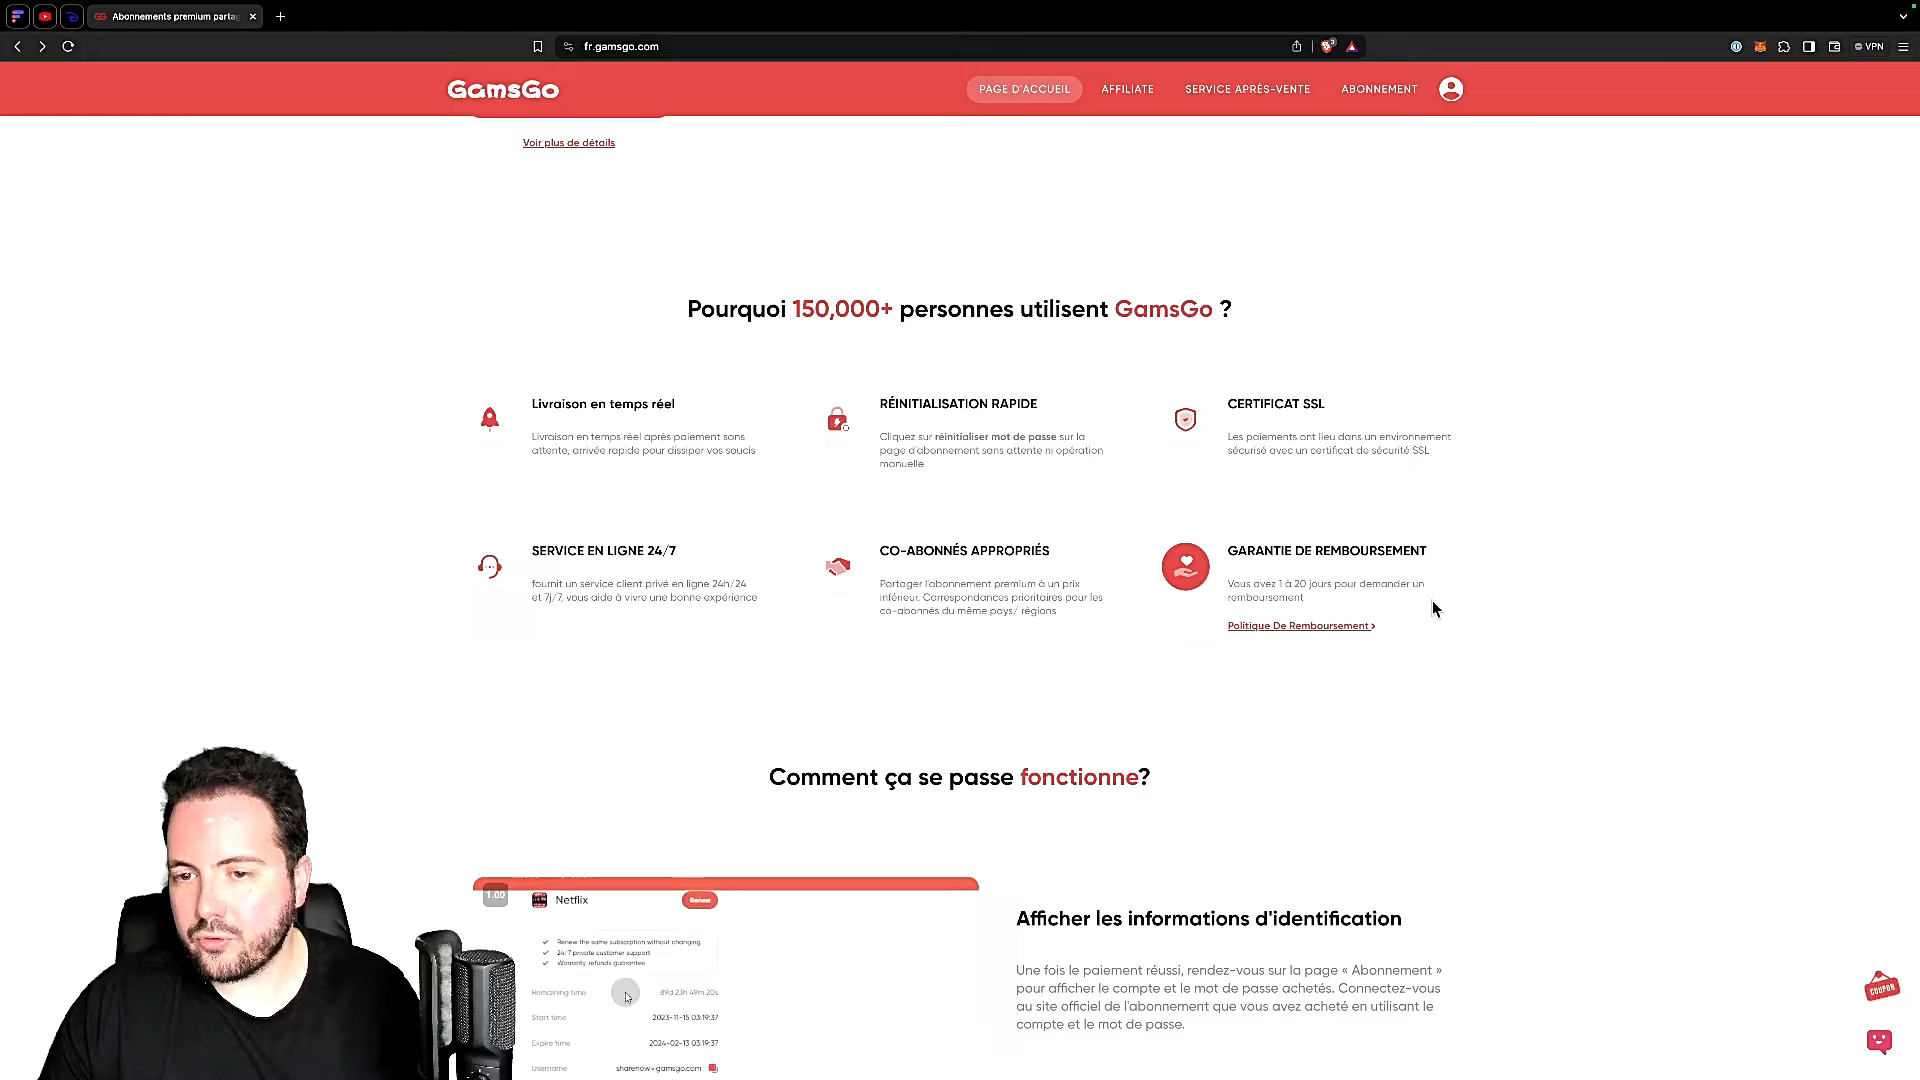 Abonnements premium partag
fr.gamsgo.com
3
VPN
GamsGo
PAGE D'ACCUEIL
AFFILIATE
SERVICE APRÈS-VENTE
ABONNEMENT
Voir plus de détails
Pourquoi 150,000+ personnes utilisent GamsGo ?
Livraison en temps réel
Livraison en temps réel après paiement sans
attente, arrivée rapide pour dissiper vos soucis
RÉINITIALISATION RAPIDE
Cliquez sur réinitialiser mot de passe sur la
page d'abonnement sans attente ni opération
manuelle
CERTIFICAT SSL
Les paiements ont lieu dans un environnement
sécurisé avec un certificat de sécurité SSL
SERVICE EN LIGNE 24/7
fournit un service client privé en ligne 24h/24
et 7j/7, vous aide à vivre une bonne expérience
CO-ABONNÉS APPROPRIÉS
Partager l'abonnement premium à un prix
inférieur. Correspondances prioritaires pour les
co-abonnés du même pays/ régions
GARANTIE DE REMBOURSEMENT
Vous avez 1 à 20 jours pour demander un
remboursement
Politique De Remboursement >
Comment ça se passe fonctionne?
1.00
Netflix
Renew
Renew the same subscrption without changing.
24/7 private customer support
Warranty, refunds guarantee
Remaining time
89d 23h 49m 20s
Start time
2023-11-15 03:19:37
Expire time
2024-02-13 03:19:37
Username
sharenow@gamsgo.com
Afficher les informations d'identification
Une fois le paiement réussi, rendez-vous sur la page « Abonnement »
pour afficher le compte et le mot de passe achetés. Connectez-vous
au site officiel de l'abonnement que vous avez acheté en utilisant le
compte et le mot de passe.
COUPON